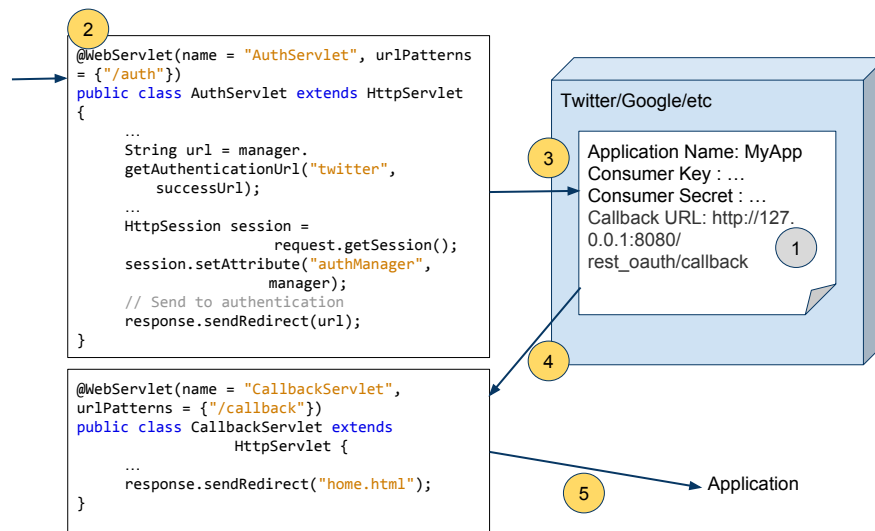 2
@WebServlet(name = "AuthServlet", urlPatterns
= {"/auth"})
public class AuthServlet extends HttpServlet
{
…
String url = manager.
getAuthenticationUrl("twitter",
successUrl);
…
HttpSession session =
request.getSession();
session.setAttribute("authManager",
manager);
// Send to authentication
response.sendRedirect(url);
}
3
Twitter/Google/etc
Application Name: MyApp
Consumer Key : …
Consumer Secret : …
Callback URL: http://127.
0.0.1:8080/
rest_oauth/callback
1
4
@WebServlet(name = "CallbackServlet",
urlPatterns = {"/callback"})
public class CallbackServlet extends
HttpServlet {
…
response.sendRedirect("home.html");
}
5
Application